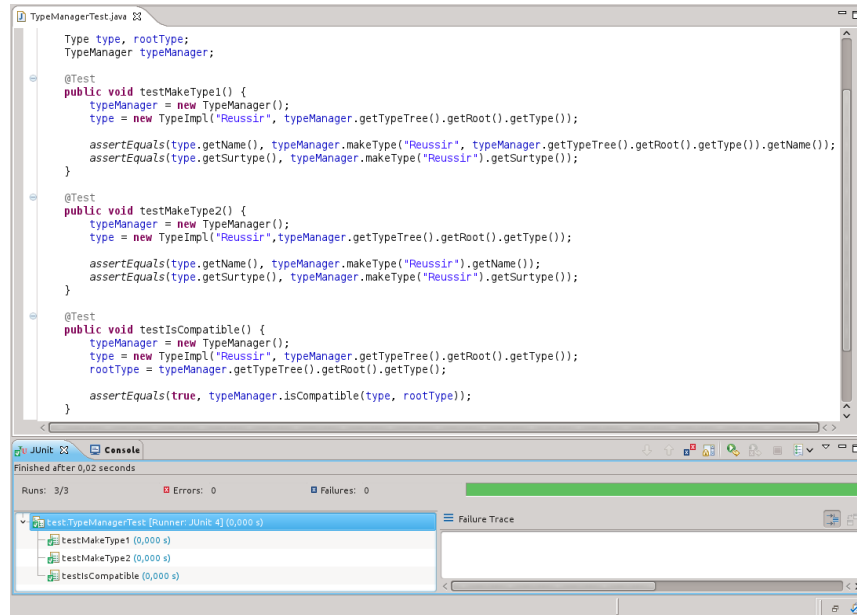 TypeManagerTest.java
Type type, rootType;
TypeManager typeManager;
@Test
public void testMakeType1() {
typeManager = new TypeManager();
type = new TypeImpl("Reussir", typeManager.getTypeTree().getRoot().getType());
assertEquals(type.getName(), typeManager.makeType("Reussir", typeManager.getTypeTree().getRoot().getType()).getName());
assertEquals(type.getSurtype(), typeManager.makeType("Reussir").getSurtype());
}
@Test
public void testMakeType2() {
typeManager = new TypeManager();
type = new TypeImpl("Reussir",typeManager.getTypeTree().getRoot().getType());
assertEquals(type.getName(), typeManager.makeType("Reussir").getName());
assertEquals(type.getSurtype(), typeManager.makeType("Reussir").getSurtype());
}
@Test
public void testIsCompatible() {
typeManager = new TypeManager();
type = new TypeImpl("Reussir", typeManager.getTypeTree().getRoot().getType());
rootType = typeManager.getTypeTree().getRoot().getType();
assertEquals(true, typeManager.isCompatible(type, rootType));
}
JUnit Console
Finished after 0,02 seconds
Runs: 3/3 Errors: 0 Failures: 0
test.TypeManagerTest [Runner: JUnit 4] (0,000 s)
testMakeType1 (0,000 s)
testMakeType2 (0,000 s)
testIsCompatible (0,000 s)
Failure Trace